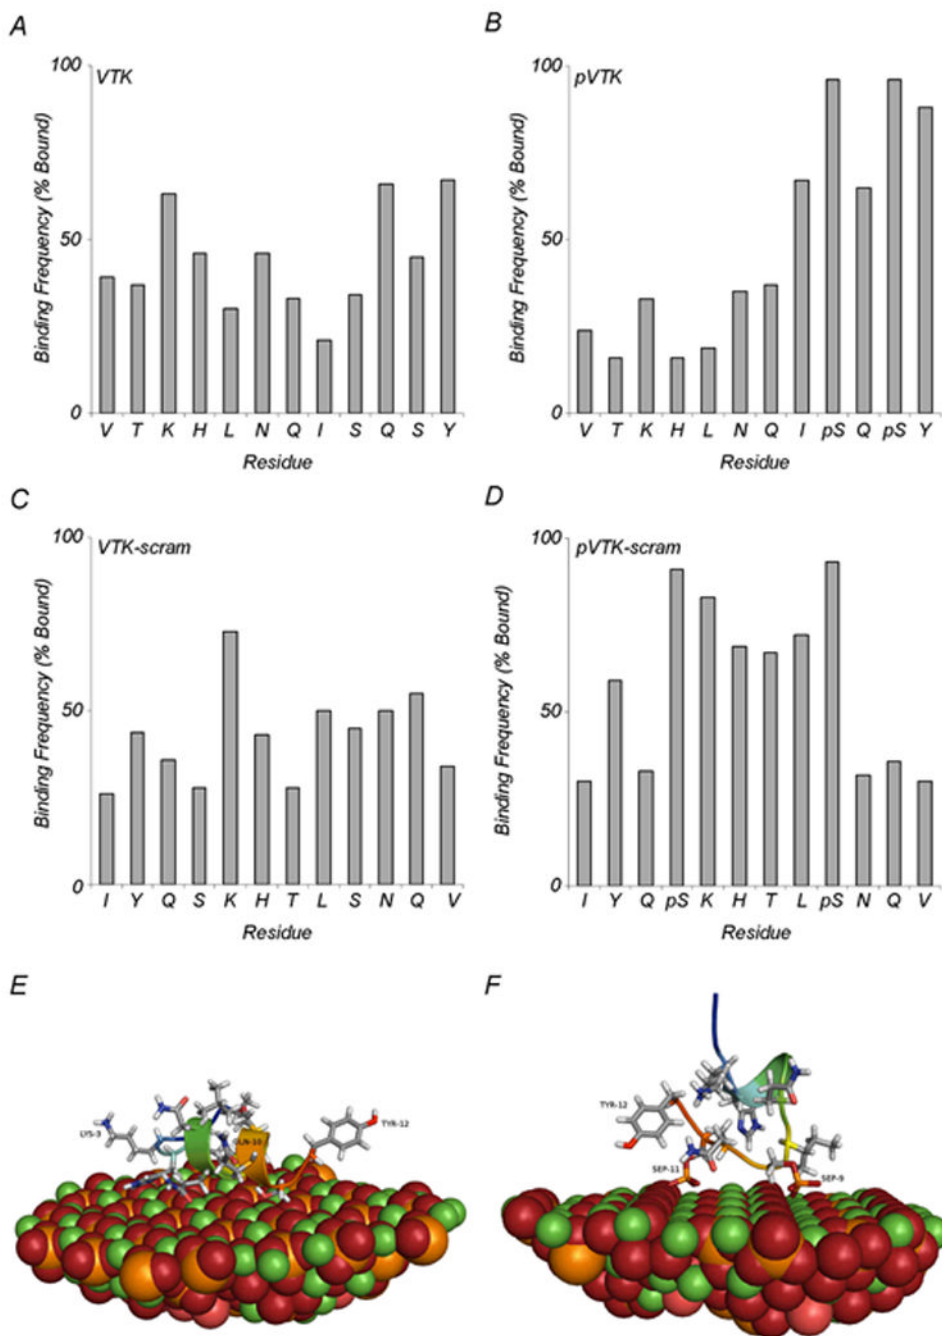 A
B
VTK
pVTK
100
50
0
Binding Frequency (% Bound)
V T K H L N Q I S Q S Y
Residue
100
50
0
Binding Frequency (% Bound)
V T K H L N Q I pS Q pS Y
Residue
C
D
VTK-scram
pVTK-scram
100
50
0
Binding Frequency (% Bound)
I Y Q S K H T L S N Q V
Residue
100
50
0
Binding Frequency (% Bound)
I Y Q pS K H T L pS N Q V
Residue
E
F
LYS-3
TYR-12
TYR-12
SEP-11
SEP-9